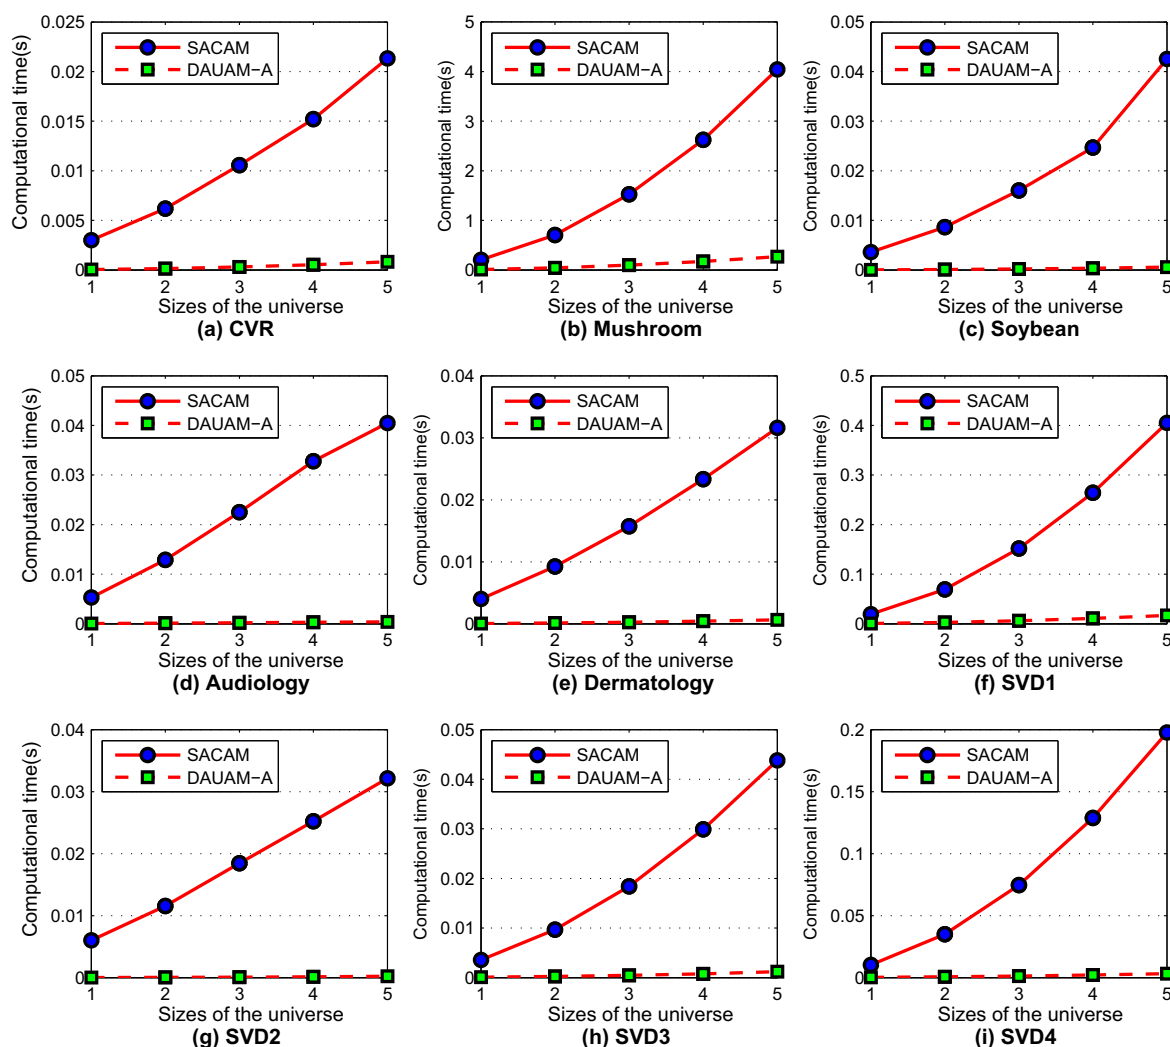 0.025
0.02
0.015
0.01
0.005
0
Computational time(s)
SACAM
DAUAM−A
1 2 3 4 5
Sizes of the universe
(a) CVR
5
4
3
2
1
0
Computational time(s)
SACAM
DAUAM−A
1 2 3 4 5
Sizes of the universe
(b) Mushroom
0.05
0.04
0.03
0.02
0.01
0
Computational time(s)
SACAM
DAUAM−A
1 2 3 4 5
Sizes of the universe
(c) Soybean
0.05
0.04
0.03
0.02
0.01
0
Computational time(s)
SACAM
DAUAM−A
1 2 3 4 5
Sizes of the universe
(d) Audiology
0.04
0.03
0.02
0.01
0
Computational time(s)
SACAM
DAUAM−A
1 2 3 4 5
Sizes of the universe
(e) Dermatology
0.5
0.4
0.3
0.2
0.1
0
Computational time(s)
SACAM
DAUAM−A
1 2 3 4 5
Sizes of the universe
(f) SVD1
0.04
0.03
0.02
0.01
0
Computational time(s)
SACAM
DAUAM−A
1 2 3 4 5
Sizes of the universe
(g) SVD2
0.05
0.04
0.03
0.02
0.01
0
Computational time(s)
SACAM
DAUAM−A
1 2 3 4 5
Sizes of the universe
(h) SVD3
0.2
0.15
0.1
0.05
0
Computational time(s)
SACAM
DAUAM−A
1 2 3 4 5
Sizes of the universe
(i) SVD4